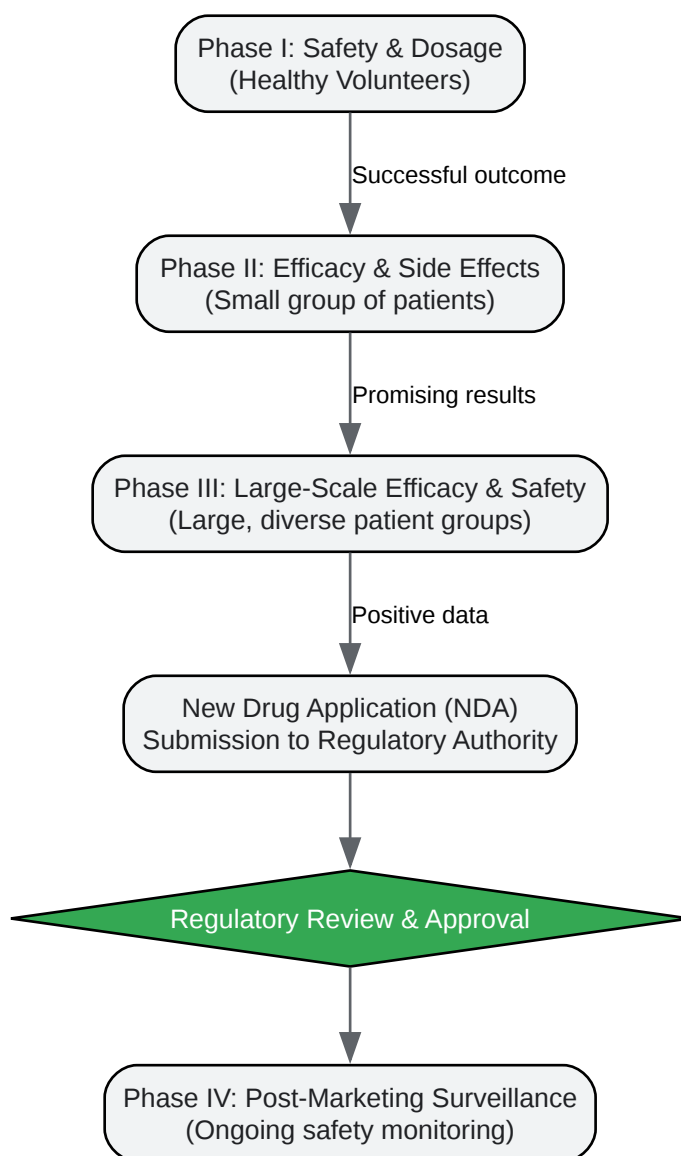 Phase I: Safety & Dosage
(Healthy Volunteers)
Successful outcome
Phase II: Efficacy & Side Effects
(Small group of patients)
Promising results
Phase III: Large-Scale Efficacy & Safety
(Large, diverse patient groups)
Positive data
New Drug Application (NDA)
Submission to Regulatory Authority
Regulatory Review & Approval
Phase IV: Post-Marketing Surveillance
(Ongoing safety monitoring)